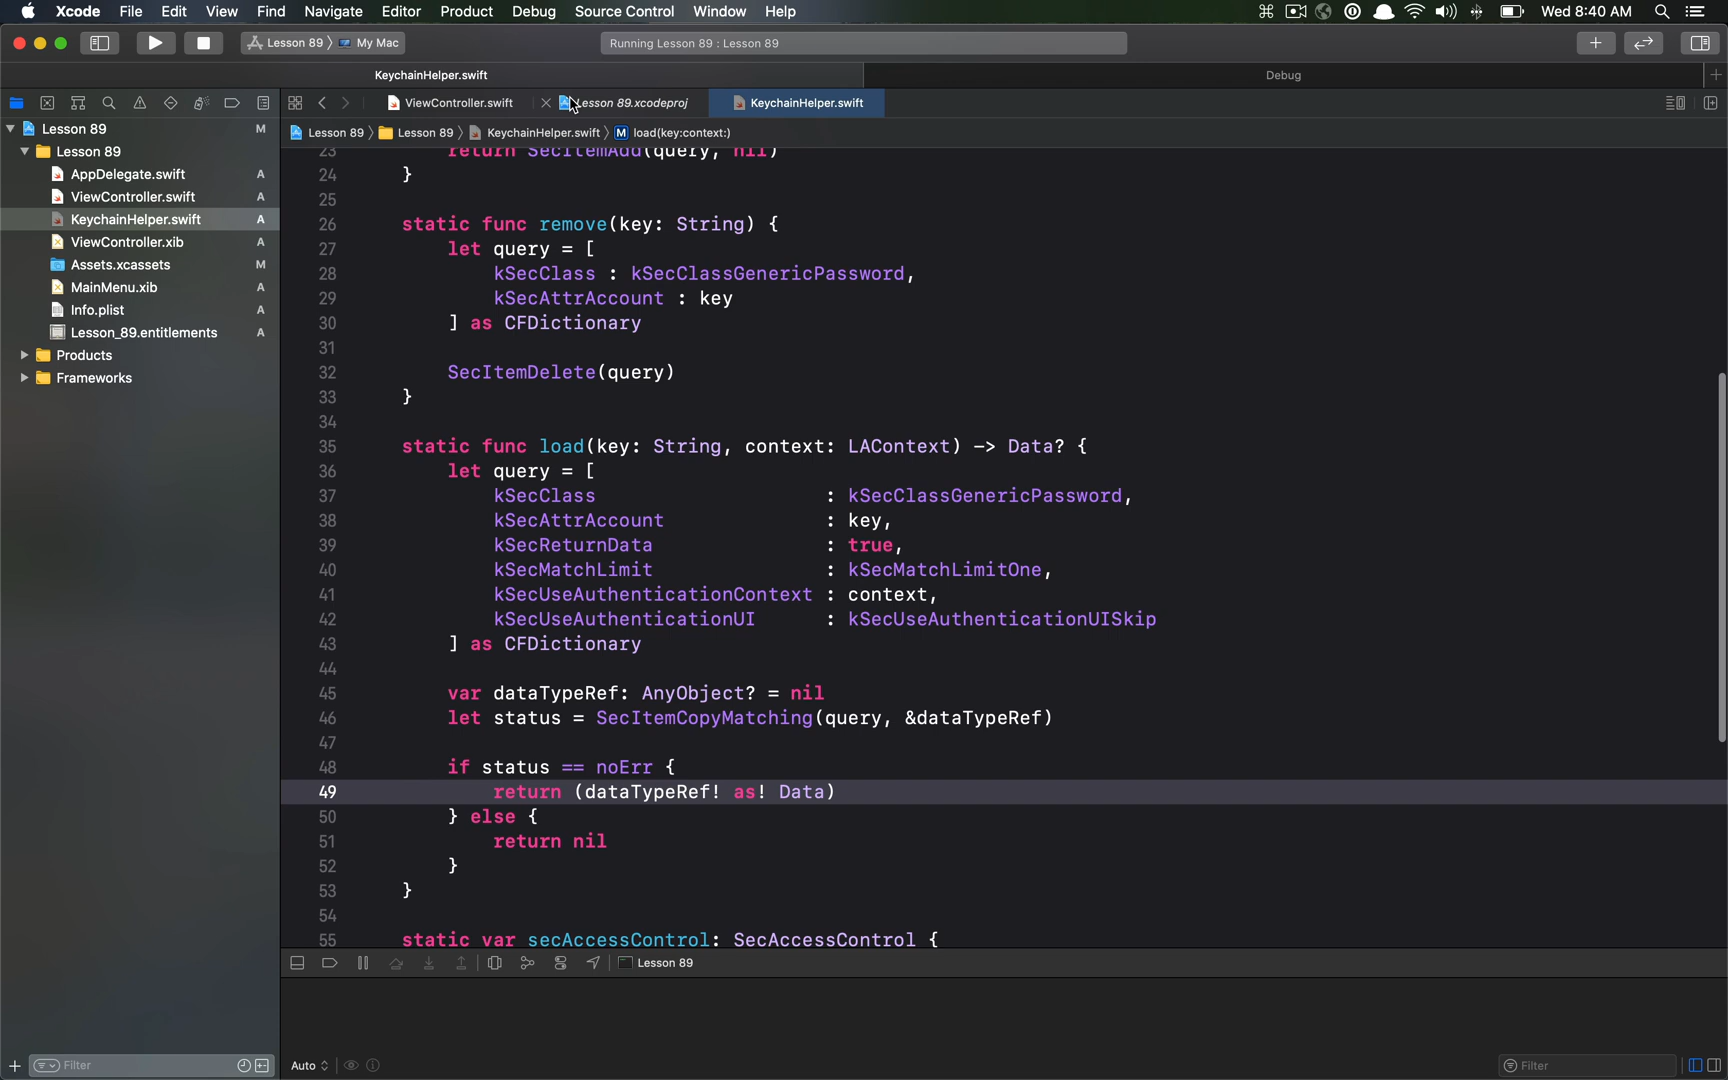 Xcode File Edit View Find Navigate Editor Product Debug Source Control Window Help Wed 8:40 AM
Lesson 89 My Mac Running Lesson 89 : Lesson 89
KeychainHelper.swift Debug
ViewController.swift Lesson 89.xcodeproj KeychainHelper.swift
Lesson 89 M
Lesson 89 Lesson 89 KeychainHelper.swift M load(key:context:)
Lesson 89
AppDelegate.swift A
ViewController.swift A
KeychainHelper.swift A
ViewController.xib A
Assets.xcassets M
MainMenu.xib A
Info.plist A
Lesson_89.entitlements A
Products
Frameworks
23 return SecItemAdd(query, nil)
24 }
25
26 static func remove(key: String) {
27 let query = [
28 kSecClass : kSecClassGenericPassword,
29 kSecAttrAccount : key
30 ] as CFDictionary
31
32 SecItemDelete(query)
33 }
34
35 static func load(key: String, context: LAContext) -> Data? {
36 let query = [
37 kSecClass : kSecClassGenericPassword,
38 kSecAttrAccount : key,
39 kSecReturnData : true,
40 kSecMatchLimit : kSecMatchLimitOne,
41 kSecUseAuthenticationContext : context,
42 kSecUseAuthenticationUI : kSecUseAuthenticationUISkip
43 ] as CFDictionary
44
45 var dataTypeRef: AnyObject? = nil
46 let status = SecItemCopyMatching(query, &dataTypeRef)
47
48 if status == noErr {
49 return (dataTypeRef! as! Data)
50 } else {
51 return nil
52 }
53 }
54
55 static var secAccessControl: SecAccessControl {
Lesson 89
Filter Auto Filter